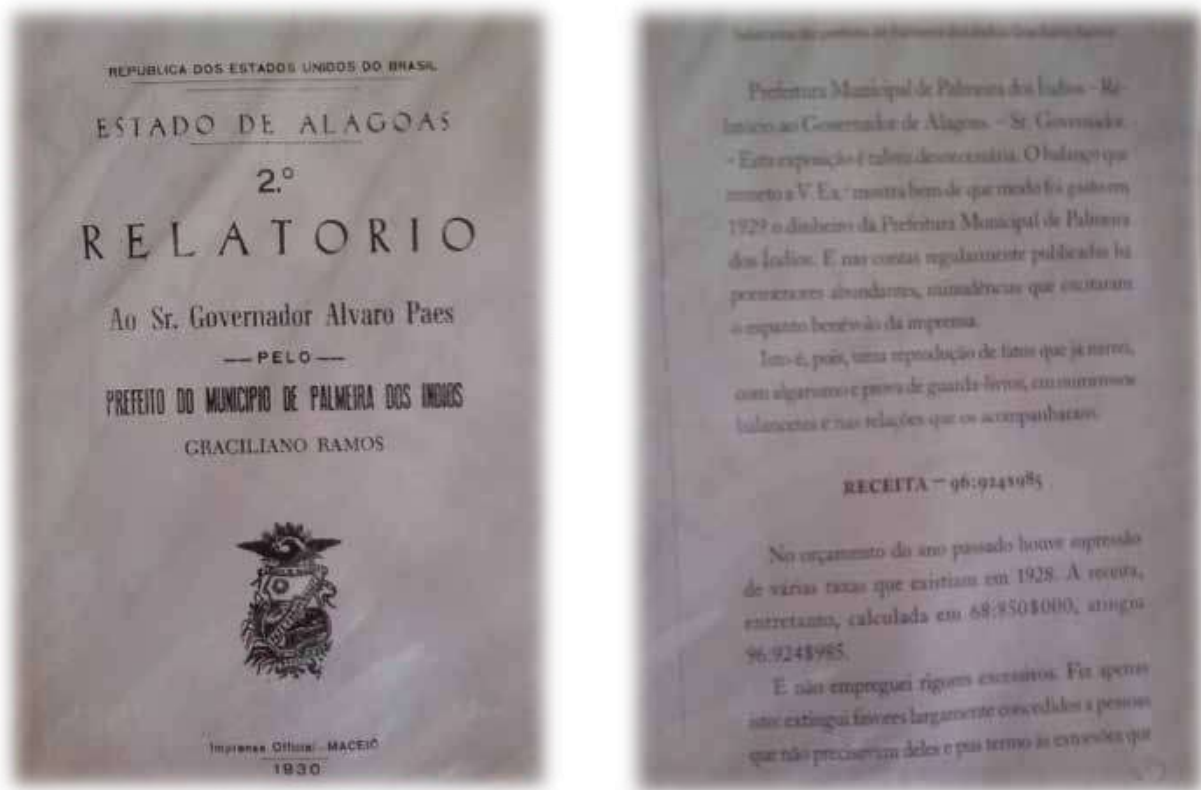 REPUBLICA DOS ESTADOS UNIDOS DO BRASIL
ESTADO DE ALAGOAS
2.º
RELATORIO
Ao Sr. Governador Alvaro Paes
— PELO —
PREFEITO DO MUNICIPIO DE PALMEIRA DOS INDIOS
GRACILIANO RAMOS
Imprensa Official - MACEIÓ
1930
Prefeitura Municipal de Palmeira dos Índios – Re-
latório ao Governador de Alagoas. – Sr. Governador.
– Esta exposição é talvez desnecessária. O balanço que
remeto a V. Ex.ª mostra bem de que modo foi gasto em
1929 o dinheiro da Prefeitura Municipal de Palmeira
dos Índios. E nas contas regularmente publicadas há
pormenores abundantes, minudências que excitaram
o espanto benévolo da imprensa.
Isto é, pois, uma reprodução de fatos que já narrei,
com algarismo e prova de guarda-livros, em numerosos
balancetes e nas relações que os acompanharam.
RECEITA – 96:924$985
No orçamento do ano passado houve supressão
de várias taxas que existiam em 1928. A receita,
entretanto, calculada em 68:850$000, atingiu
96:924$985.
E não empreguei rigores excessivos. Fiz apenas
isto: extingui favores largamente concedidos a pessoas
que não precisavam deles e pus termo às extorsões que